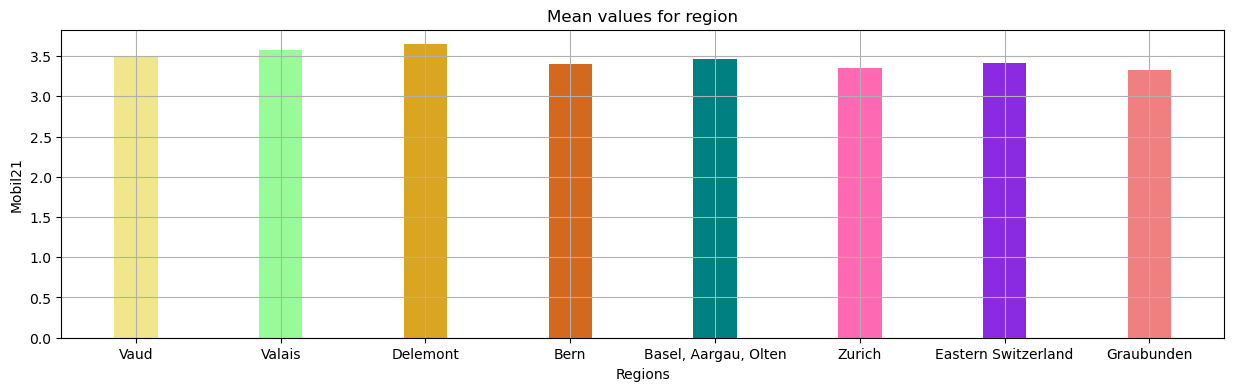 Mean values for region
Mobil21
3.5
3.0
2.5
2.0
1.5
1.0
0.5
0.0
Vaud Valais Delemont Bern Basel, Aargau, Olten Zurich Eastern Switzerland Graubunden
Regions